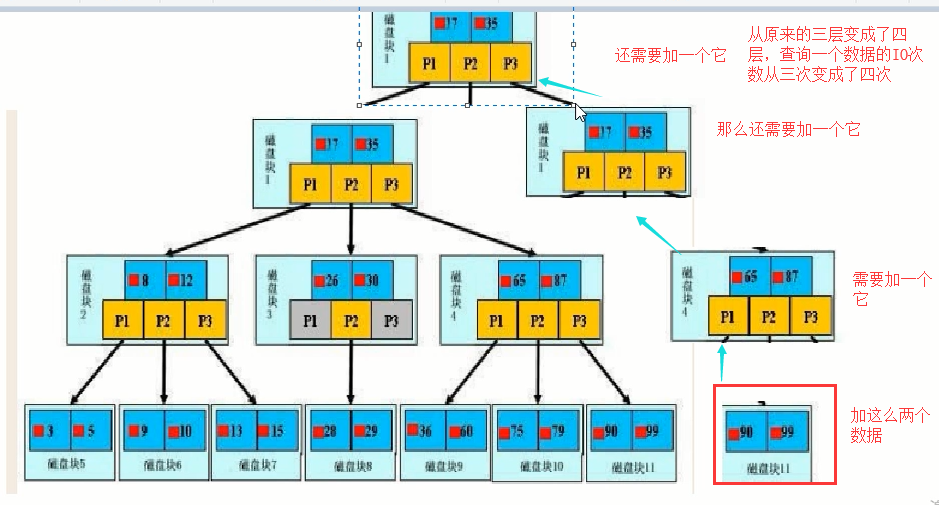 磁盘块1
37 35
P1 P2 P3
还需要加一个它
从原来的三层变成了四
层，查询一个数据的IO次
数从三次变成了四次
磁盘块1
37 35
P1 P2 P3
磁盘块1
37 35
P1 P2 P3
那么还需要加一个它
磁盘块2
8 12
P1 P2 P3
磁盘块3
26 30
P1 P2 P3
磁盘块4
65 87
P1 P2 P3
磁盘块4
65 87
P1 P2 P3
需要加一个
它
3 5
磁盘块5
9 10
磁盘块6
13 15
磁盘块7
28 29
磁盘块8
36 60
磁盘块9
75 79
磁盘块10
90 99
磁盘块11
90 99
磁盘块11
加这么两个
数据